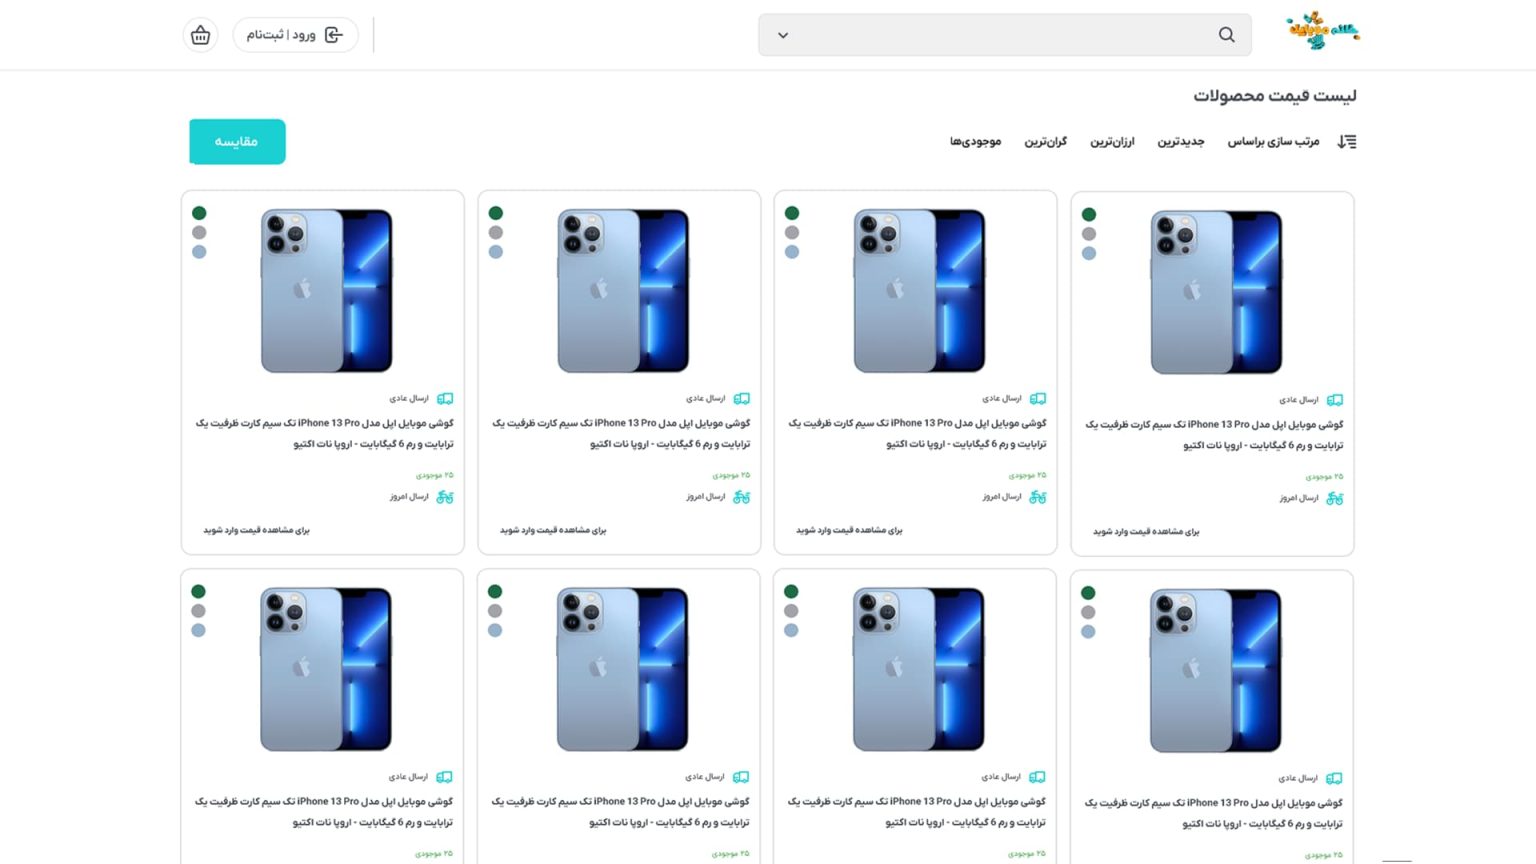 ورود | ثبت‌نام
لیست قیمت محصولات
مرتب سازی براساس
جدیدترین
ارزان‌ترین
گران‌ترین
موجودی‌ها
مقایسه
ارسال عادی
گوشی موبایل اپل مدل iPhone 13 Pro تک سیم کارت ظرفیت یک
ترابایت و رم 6 گیگابایت - اروپا نات اکتیو
۲۵ موجودی
ارسال امروز
برای مشاهده قیمت وارد شوید
ارسال عادی
گوشی موبایل اپل مدل iPhone 13 Pro تک سیم کارت ظرفیت یک
ترابایت و رم 6 گیگابایت - اروپا نات اکتیو
۲۵ موجودی
ارسال امروز
برای مشاهده قیمت وارد شوید
ارسال عادی
گوشی موبایل اپل مدل iPhone 13 Pro تک سیم کارت ظرفیت یک
ترابایت و رم 6 گیگابایت - اروپا نات اکتیو
۲۵ موجودی
ارسال امروز
برای مشاهده قیمت وارد شوید
ارسال عادی
گوشی موبایل اپل مدل iPhone 13 Pro تک سیم کارت ظرفیت یک
ترابایت و رم 6 گیگابایت - اروپا نات اکتیو
۲۵ موجودی
ارسال امروز
برای مشاهده قیمت وارد شوید
ارسال عادی
گوشی موبایل اپل مدل iPhone 13 Pro تک سیم کارت ظرفیت یک
ترابایت و رم 6 گیگابایت - اروپا نات اکتیو
۲۵ موجودی
ارسال عادی
گوشی موبایل اپل مدل iPhone 13 Pro تک سیم کارت ظرفیت یک
ترابایت و رم 6 گیگابایت - اروپا نات اکتیو
۲۵ موجودی
ارسال عادی
گوشی موبایل اپل مدل iPhone 13 Pro تک سیم کارت ظرفیت یک
ترابایت و رم 6 گیگابایت - اروپا نات اکتیو
۲۵ موجودی
ارسال عادی
گوشی موبایل اپل مدل iPhone 13 Pro تک سیم کارت ظرفیت یک
ترابایت و رم 6 گیگابایت - اروپا نات اکتیو
۲۵ موجودی